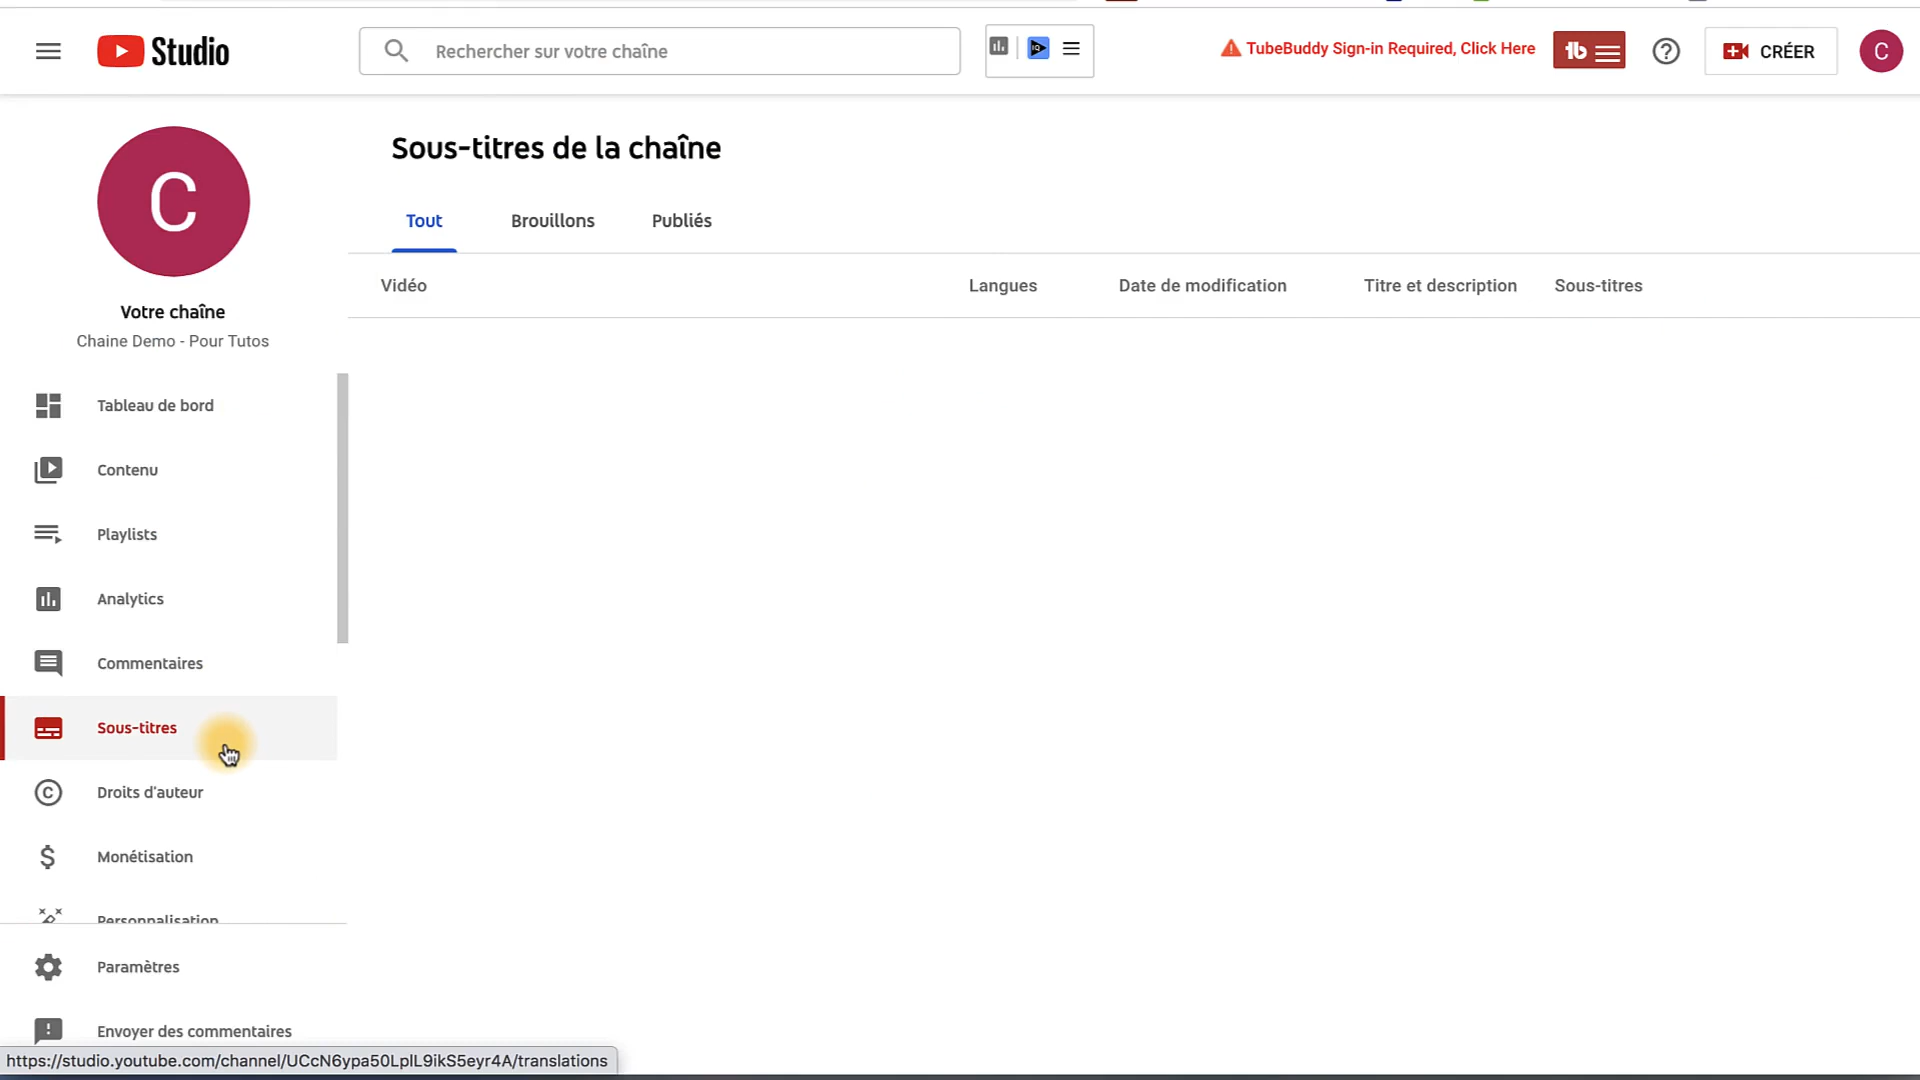 Studio
Rechercher sur votre chaîne
TubeBuddy Sign-in Required, Click Here
CRÉER
C
C
Votre chaîne
Chaine Demo - Pour Tutos
Tableau de bord
Contenu
Playlists
Analytics
Commentaires
Sous-titres
Droits d'auteur
Monétisation
Personnalisation
Paramètres
Envoyer des commentaires
Sous-titres de la chaîne
Tout
Brouillons
Publiés
Vidéo
Langues
Date de modification
Titre et description
Sous-titres
https://studio.youtube.com/channel/UCcN6ypa50LplL9ikS5eyr4A/translations